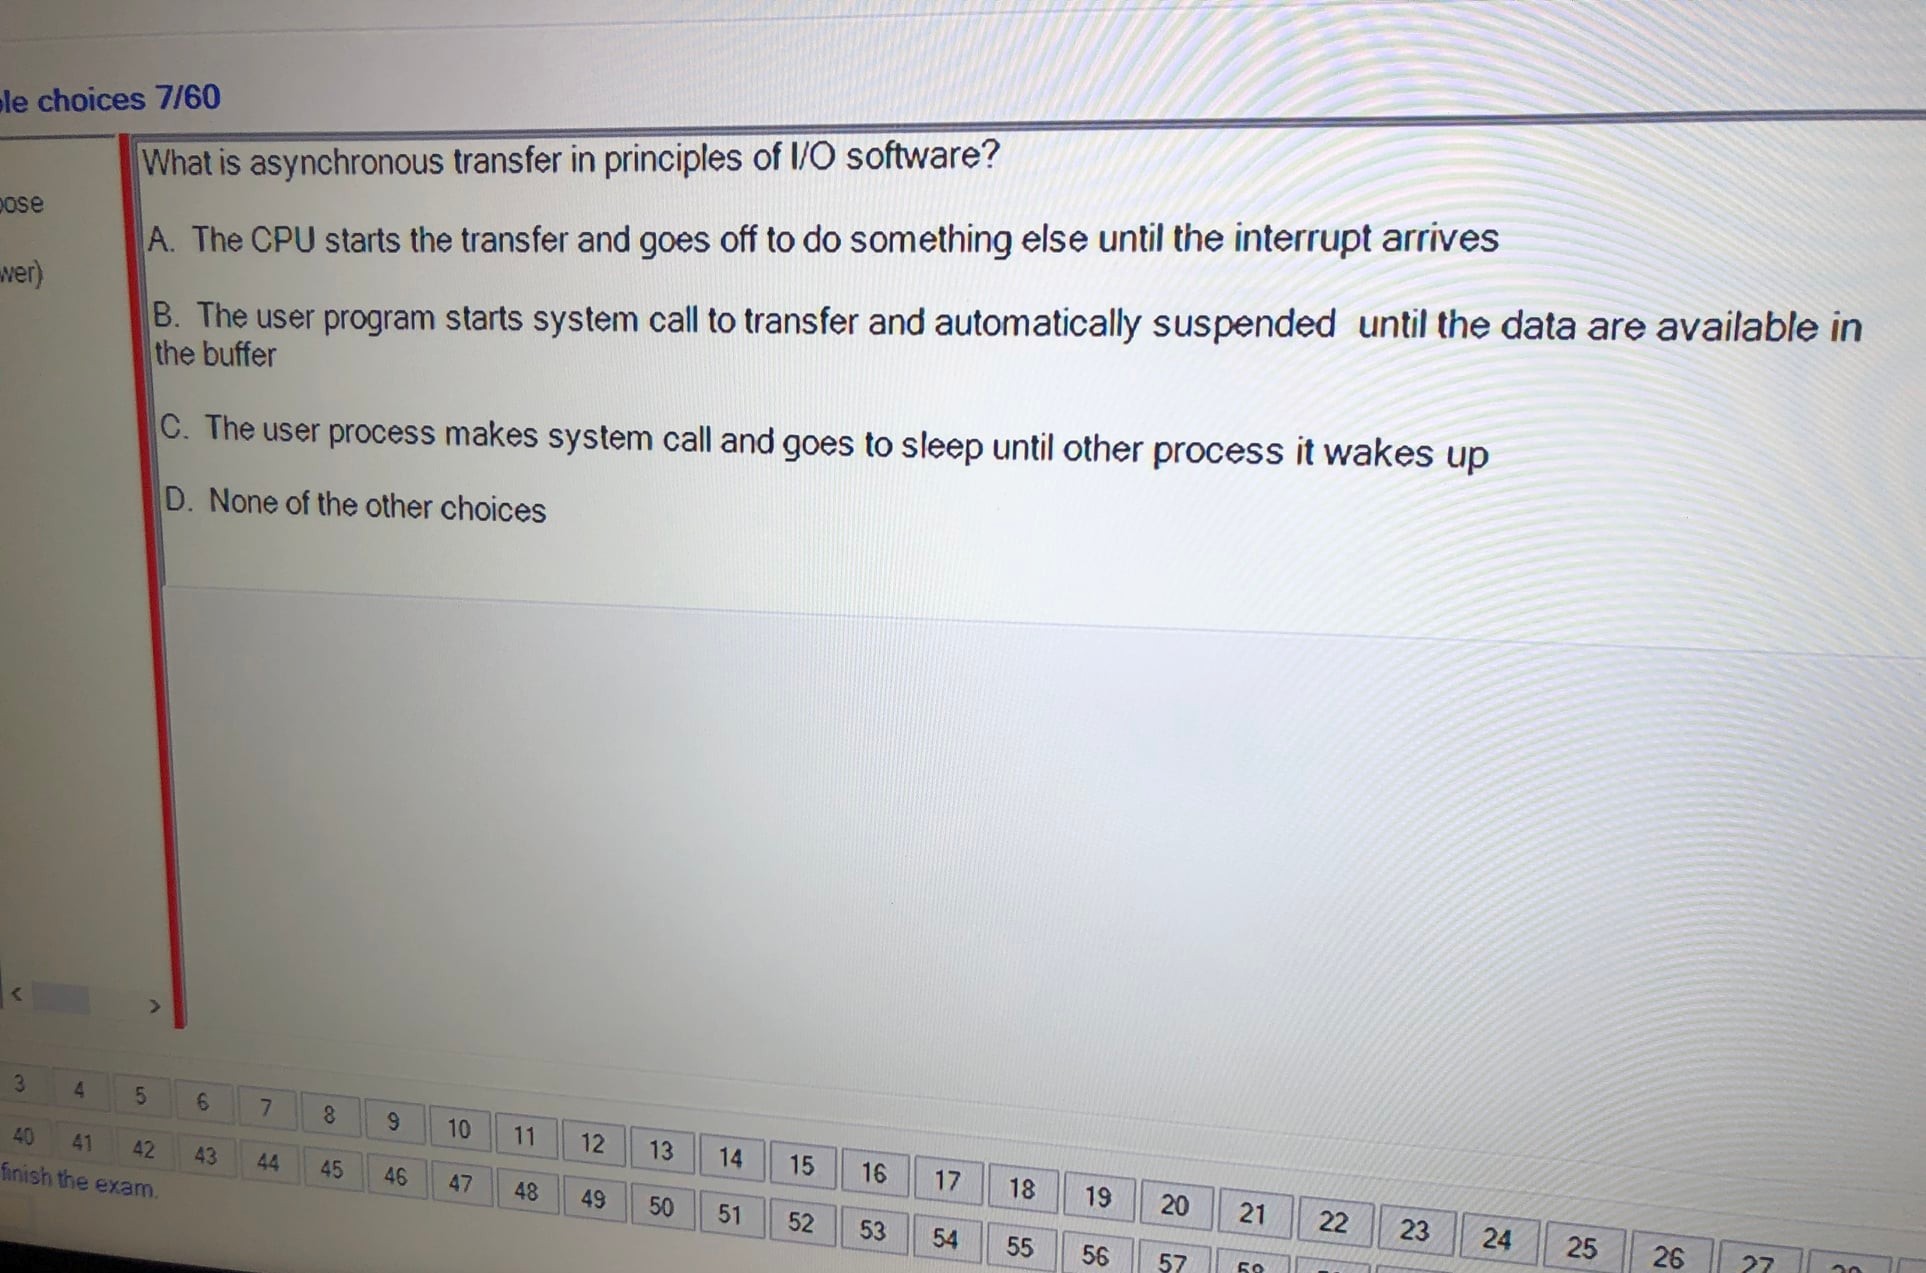 choices 7/60
What is asynchronous transfer in principles of I/O software?
A. The CPU starts the transfer and goes off to do something else until the interrupt arrives
B. The user program starts system call to transfer and automatically suspended until the data are available in
the buffer
C. The user process makes system call and goes to sleep until other process it wakes up
D. None of the other choices
< >
3 4 5 6 7 8 9 10 11 12 13 14 15 16 17 18 19 20 21 22 23 24 25 26 27
40 41 42 43 44 45 46 47 48 49 50 51 52 53 54 55 56 57
finish the exam.